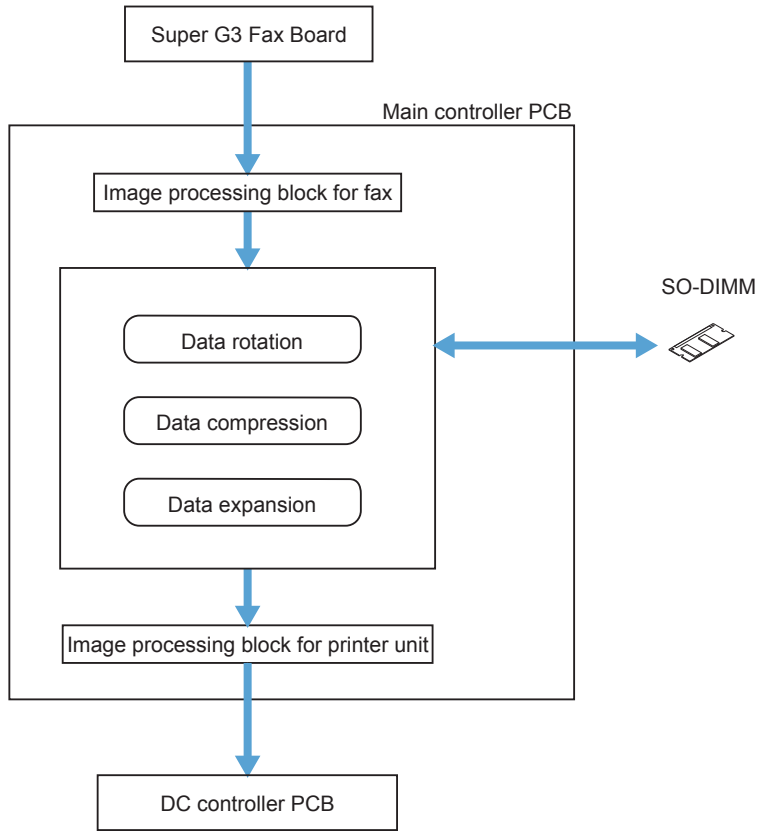 Super G3 Fax Board
Main controller PCB
Image processing block for fax
SO-DIMM
Data rotation
Data compression
Data expansion
Image processing block for printer unit
DC controller PCB